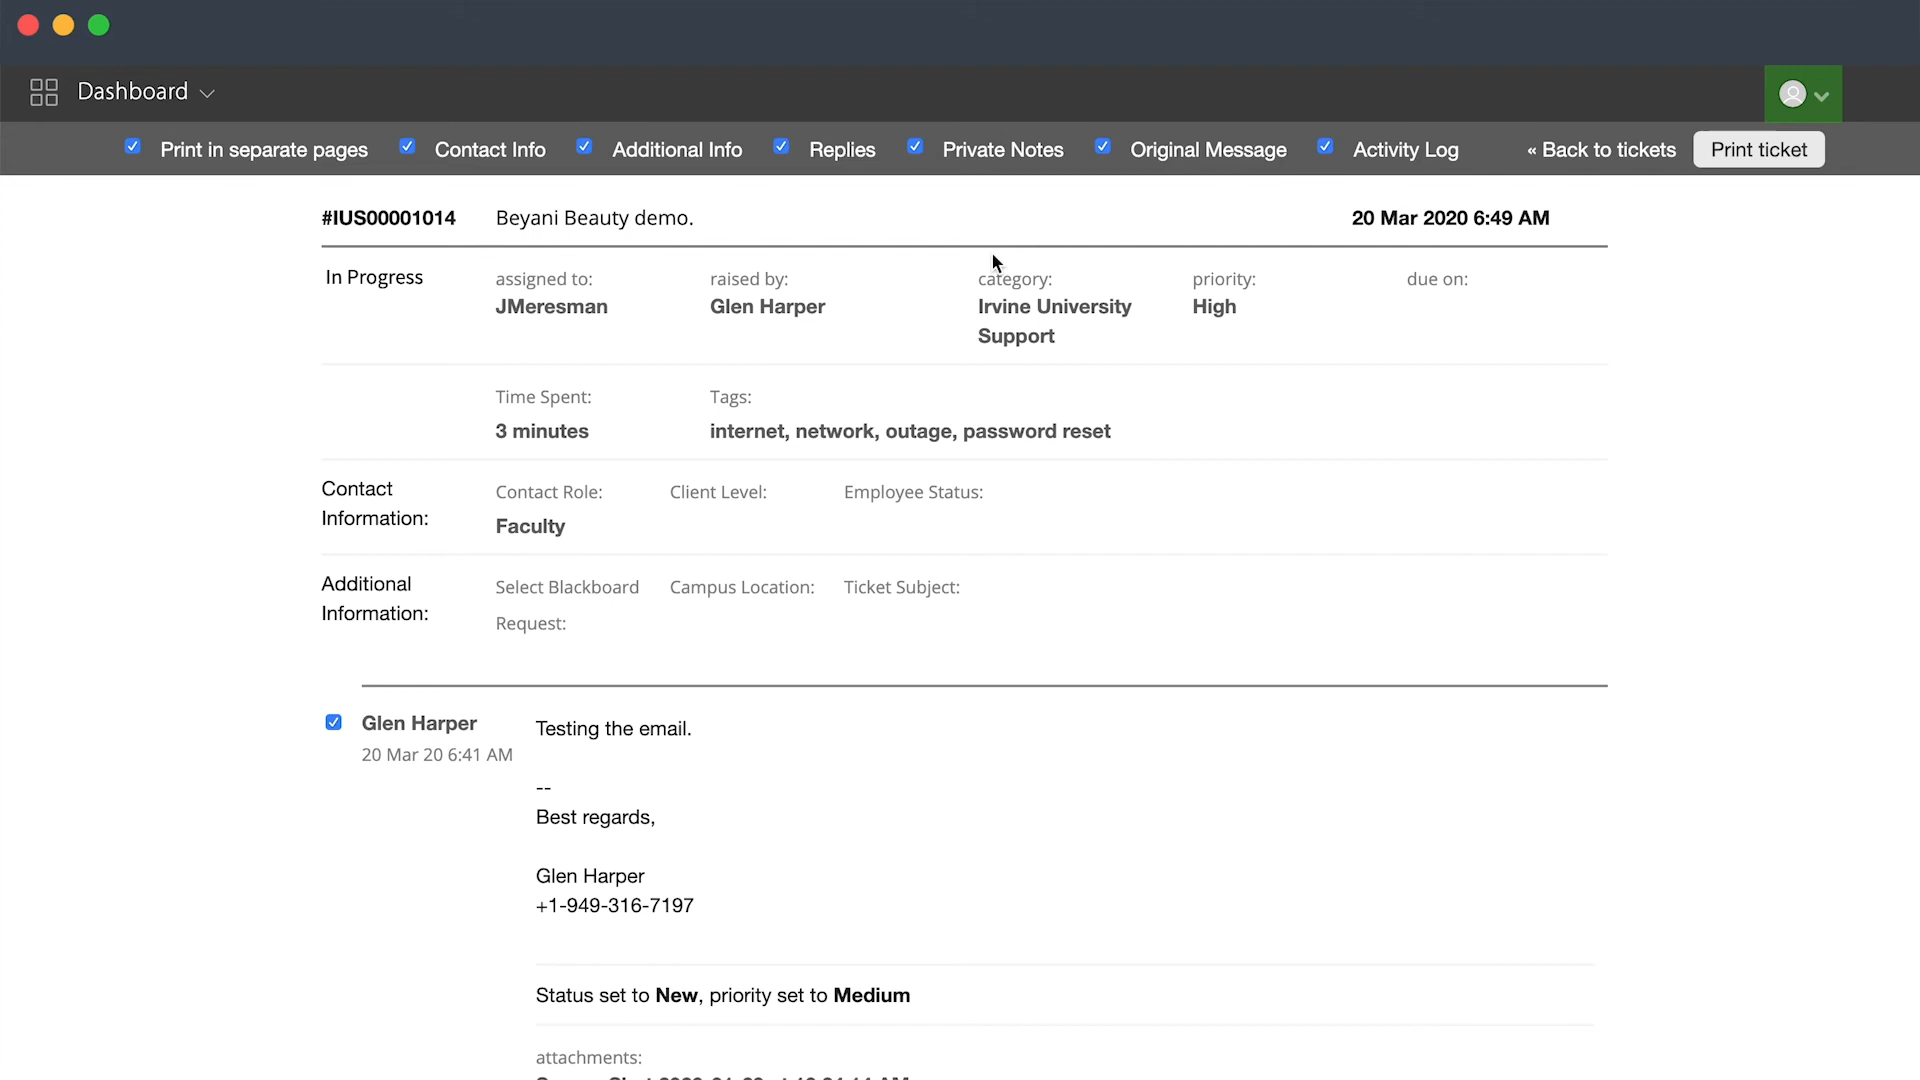 Dashboard
Print in separate pages Contact Info Additional Info Replies Private Notes Original Message Activity Log « Back to tickets Print ticket
#IUS00001014 Beyani Beauty demo. 20 Mar 2020 6:49 AM
In Progress assigned to: raised by: category: priority: due on:
JMeresman Glen Harper Irvine University High
Support
Time Spent: Tags:
3 minutes internet, network, outage, password reset
Contact Contact Role: Client Level: Employee Status:
Information:
Faculty
Additional Select Blackboard Campus Location: Ticket Subject:
Information: Request:
Glen Harper Testing the email.
20 Mar 20 6:41 AM
--
Best regards,
Glen Harper
+1-949-316-7197
Status set to New, priority set to Medium
attachments: